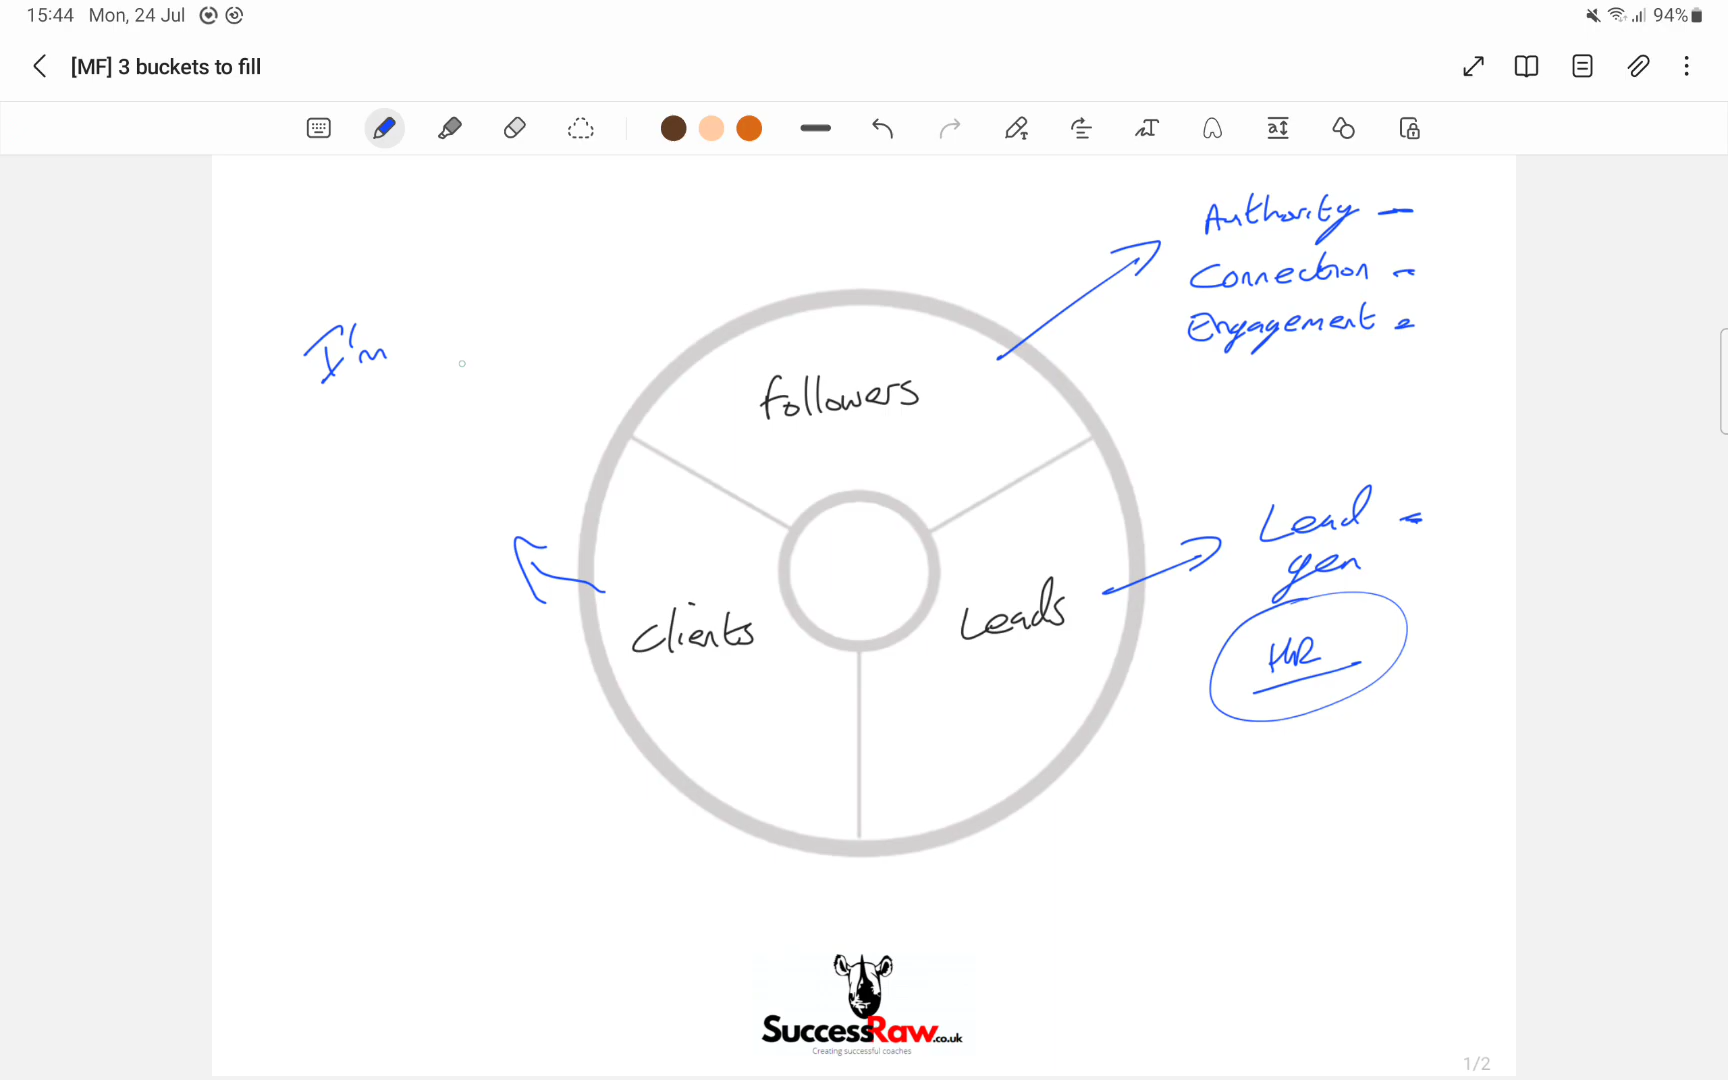 15:44 Mon, 24 Jul 94%
[MF] 3 buckets to fill
Authority –
Connection –
Engagement –
I'm
followers
Lead –
gen
clients
Leads
SuccessRaw.co.uk
Creating successful coaches
1/2